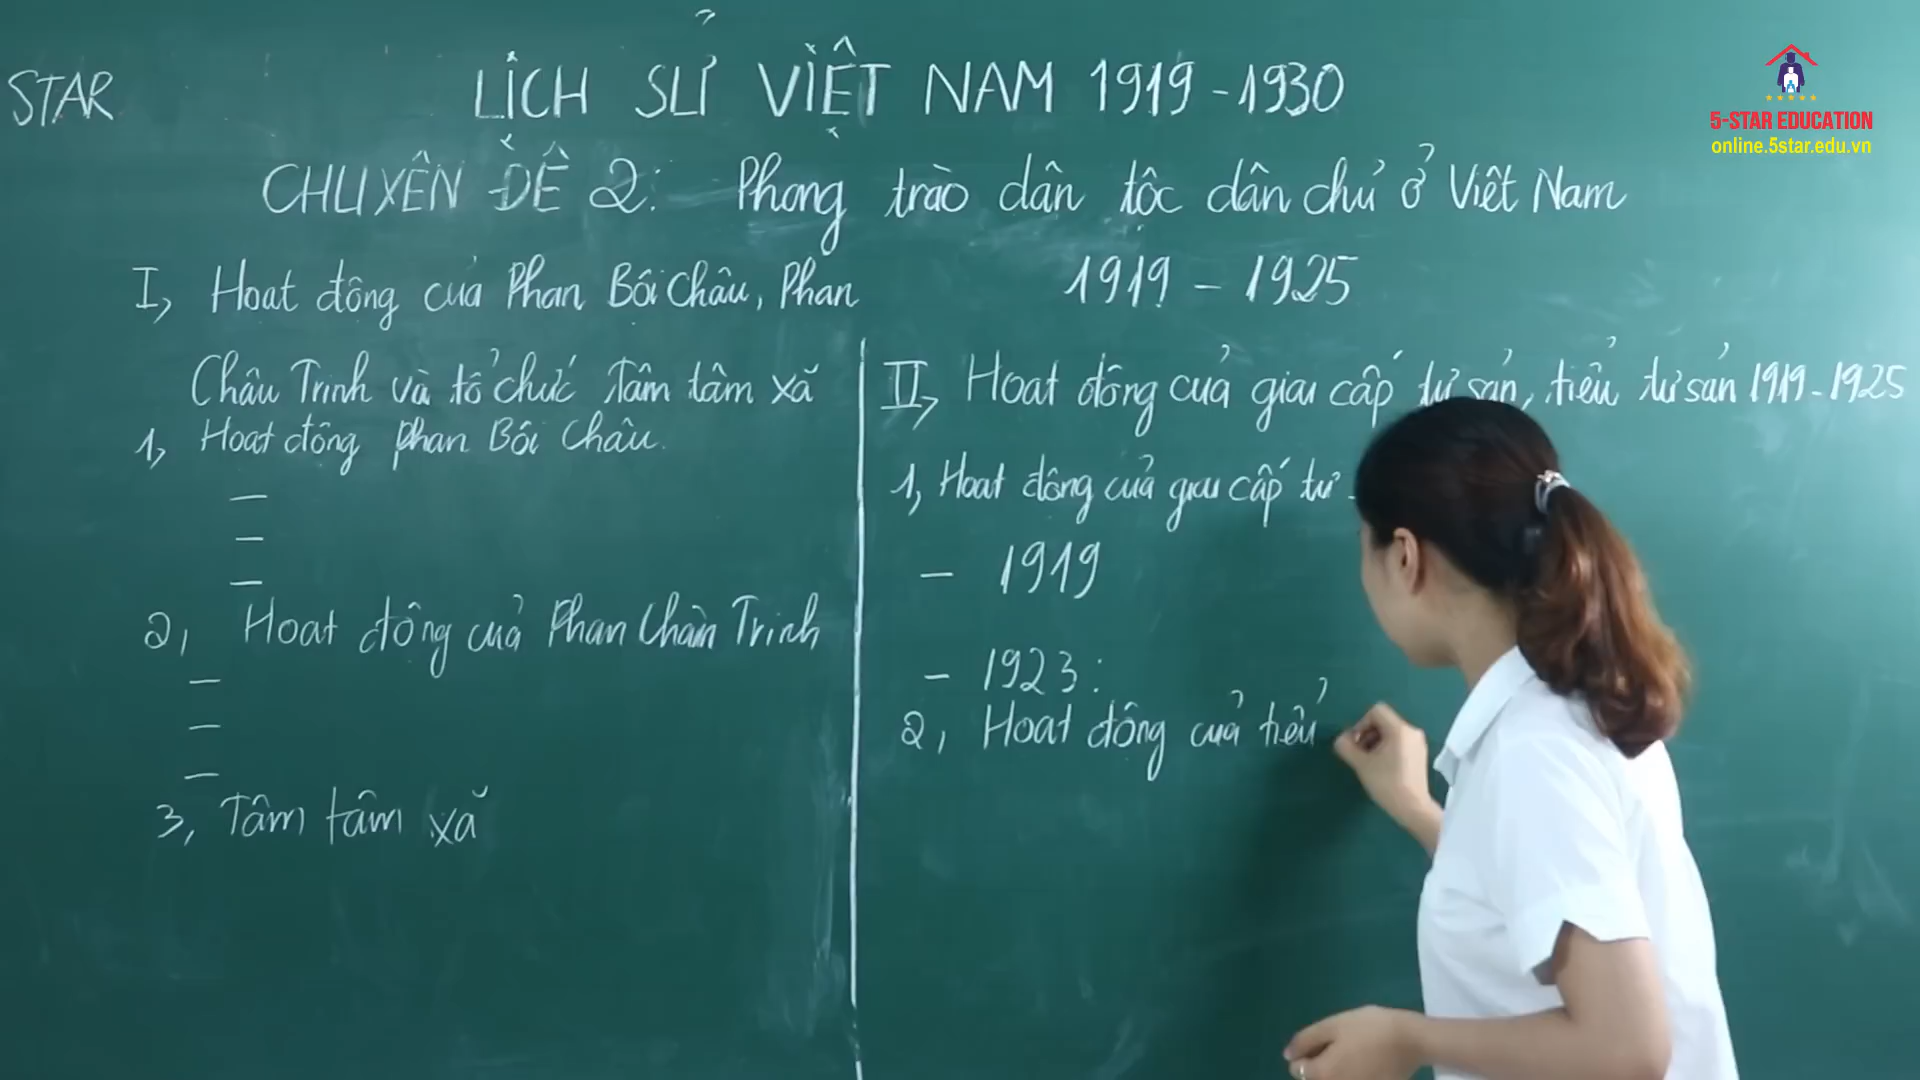 STAR
LỊCH SỬ VIỆT NAM 1919 - 1930
CHUYÊN ĐỀ 2: Phong trào dân tộc dân chủ ở Việt Nam
1919 - 1925
I, Hoạt động của Phan Bội Châu, Phan
Châu Trinh và tổ chức Tâm tâm xã
1, Hoạt động Phan Bội Châu.
-
-
-
2, Hoạt động của Phan Châu Trinh
-
-
-
3, Tâm tâm xã
II, Hoạt động của giai cấp tư sản, tiểu tư sản 1919 - 1925
1, Hoạt động của giai cấp tư
- 1919
- 1923:
2, Hoạt động của tiểu
5-STAR EDUCATION
online.5star.edu.vn